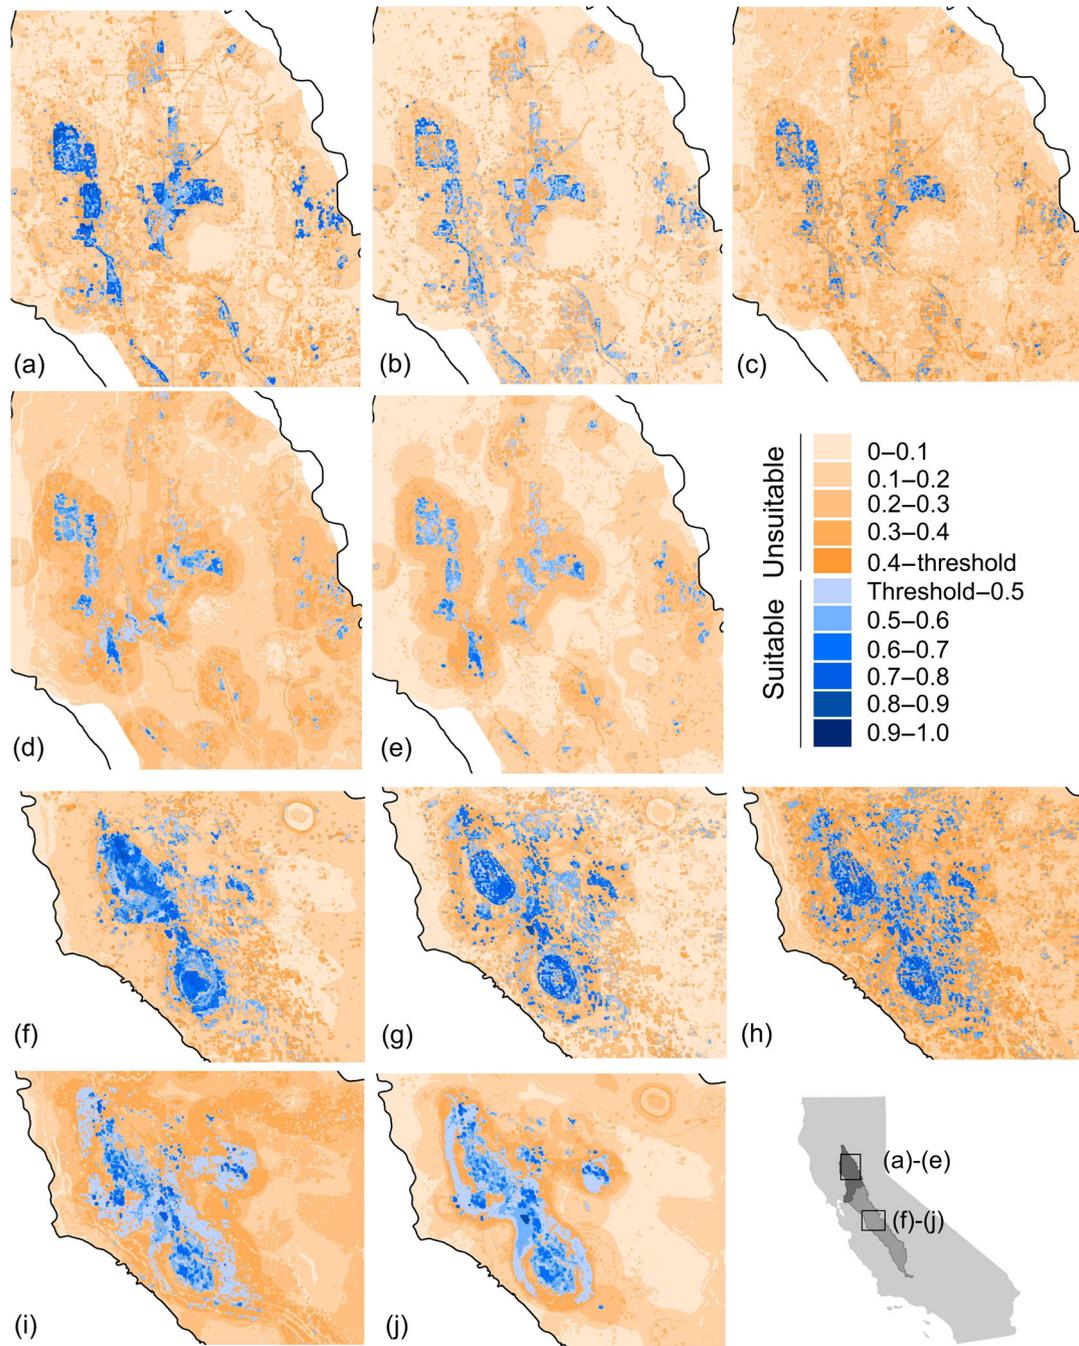 (a)
(b)
(c)
(d)
(e)
Unsuitable
Suitable
0–0.1
0.1–0.2
0.2–0.3
0.3–0.4
0.4–threshold
Threshold–0.5
0.5–0.6
0.6–0.7
0.7–0.8
0.8–0.9
0.9–1.0
(f)
(g)
(h)
(i)
(j)
(a)-(e)
(f)-(j)